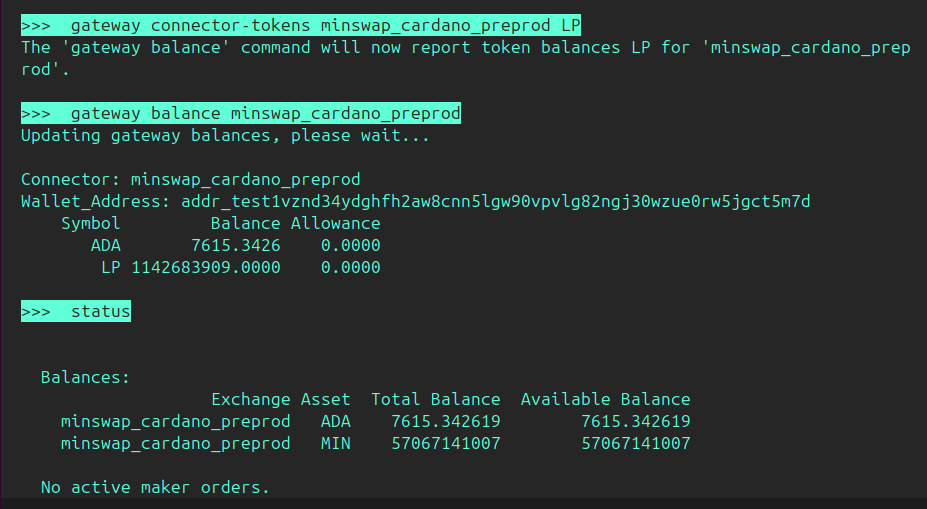 >>>  gateway connector-tokens minswap_cardano_preprod LP
The 'gateway balance' command will now report token balances LP for 'minswap_cardano_prep
rod'.
>>>  gateway balance minswap_cardano_preprod
Updating gateway balances, please wait...
Connector: minswap_cardano_preprod
Wallet_Address: addr_test1vznd34ydghfh2aw8cnn5lgw90vpvlg82ngj30wzue0rw5jgct5m7d
Symbol Balance Allowance
ADA 7615.3426 0.0000
LP 1142683909.0000 0.0000
>>>  status
Balances:
Exchange Asset Total Balance Available Balance
minswap_cardano_preprod ADA 7615.342619 7615.342619
minswap_cardano_preprod MIN 57067141007 57067141007
No active maker orders.